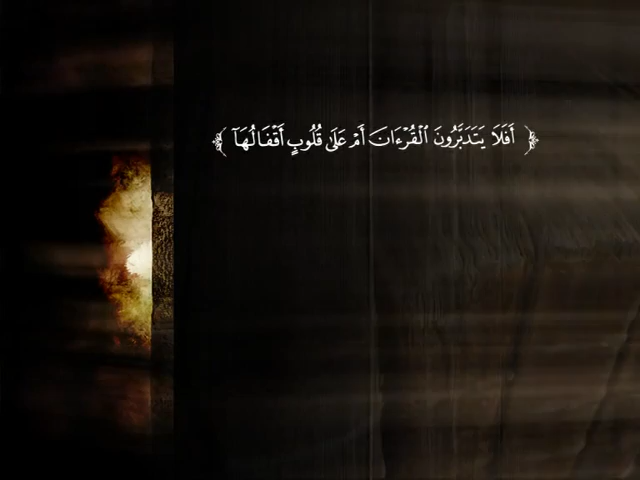 ﴿ أَفَلَا يَتَدَبَّرُونَ ٱلْقُرْءَانَ أَمْ عَلَىٰ قُلُوبٍ أَقْفَالُهَآ ﴾